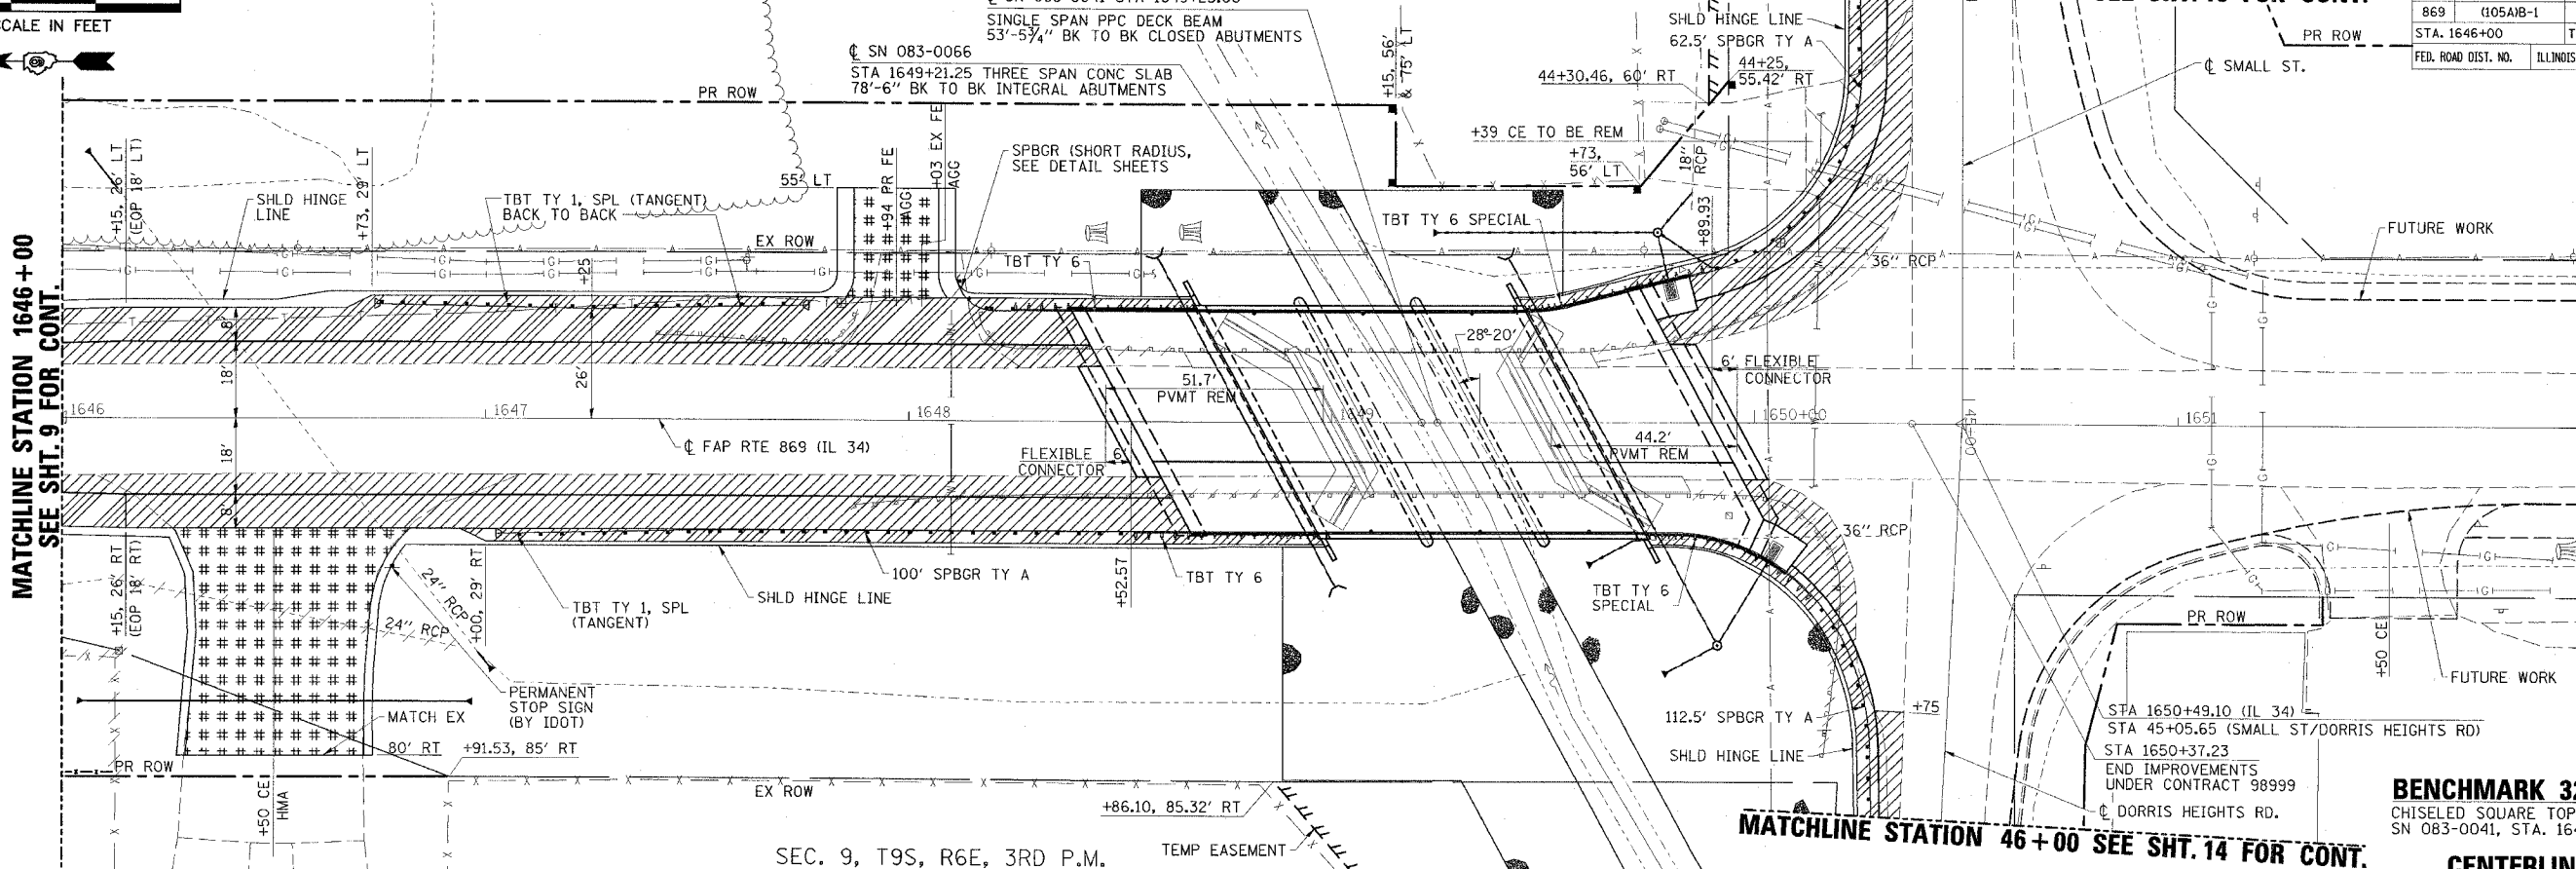 SCALE IN FEET
MATCHLINE STATION 1646+00
SEE SHT. 9 FOR CONT.
SINGLE SPAN PPC DECK BEAM
53'-5¾" BK TO BK CLOSED ABUTMENTS
℄ SN 083-0066
STA 1649+21.25 THREE SPAN CONC SLAB
78'-6" BK TO BK INTEGRAL ABUTMENTS
PR ROW
+15, 56'
& 75' LT
SHLD HINGE LINE
62.5' SPBGR TY A
44+30.46, 60' RT
44+25,
55.42' RT
+39 CE TO BE REM
+73,
56' LT
18"
RCP
PR ROW
℄ SMALL ST.
869
(105A)B-1
STA. 1646+00
FED. ROAD DIST. NO.
ILLINOIS
+15, 26' LT
(EOP 18' LT)
SHLD HINGE
LINE
+73, 29' LT
TBT TY 1, SPL (TANGENT)
BACK TO BACK
55' LT
+94 PR FE
AGG
+03 EX FE
AGG
SPBGR (SHORT RADIUS,
SEE DETAIL SHEETS
TBT TY 6 SPECIAL
+89.93
EX ROW
+25
TBT TY 6
36" RCP
FUTURE WORK
8'
18'
26'
28°-20'
51.7'
PVMT REM
6' FLEXIBLE
CONNECTOR
1646
1647
1648
1649
1650+00
1651
45+00
℄ FAP RTE 869 (IL 34)
18'
8'
FLEXIBLE 6'
CONNECTOR
44.2'
PVMT REM
36" RCP
+15, 26' RT
(EOP 18' RT)
24" RCP
24" RCP
+00, 29' RT
TBT TY 1, SPL
(TANGENT)
SHLD HINGE LINE
100' SPBGR TY A
+52.57
TBT TY 6
TBT TY 6
SPECIAL
PR ROW
+50 CE
FUTURE WORK
PERMANENT
STOP SIGN
(BY IDOT)
MATCH EX
80' RT
+91.53, 85' RT
PR ROW
EX ROW
+50 CE
HMA
+86.10, 85.32' RT
TEMP EASEMENT
SEC. 9, T9S, R6E, 3RD P.M.
112.5' SPBGR TY A
+75
SHLD HINGE LINE
STA 1650+49.10 (IL 34)
STA 45+05.65 (SMALL ST/DORRIS HEIGHTS RD)
STA 1650+37.23
END IMPROVEMENTS
UNDER CONTRACT 98999
℄ DORRIS HEIGHTS RD.
MATCHLINE STATION 46+00 SEE SHT. 14 FOR CONT.
BENCHMARK 32
CHISELED SQUARE TOP
SN 083-0041, STA. 164
CENTERLIN